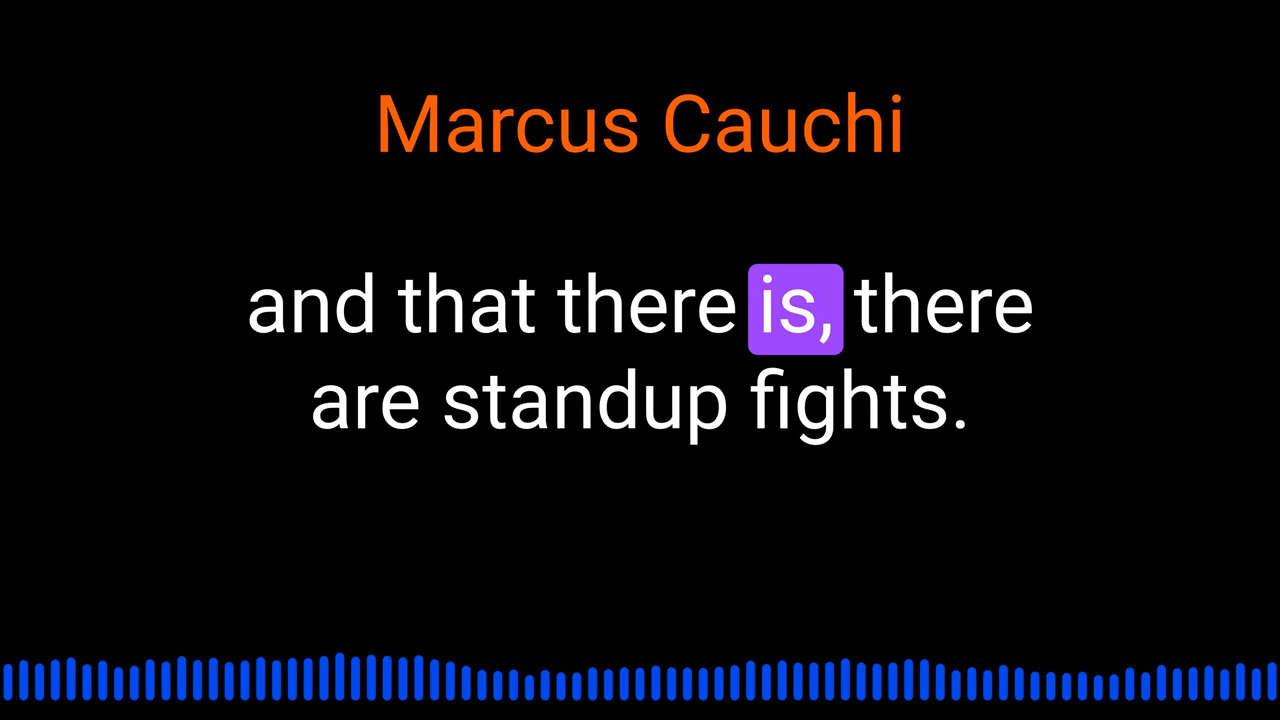 Marcus Cauchi
and that there is, there
are standup fights.